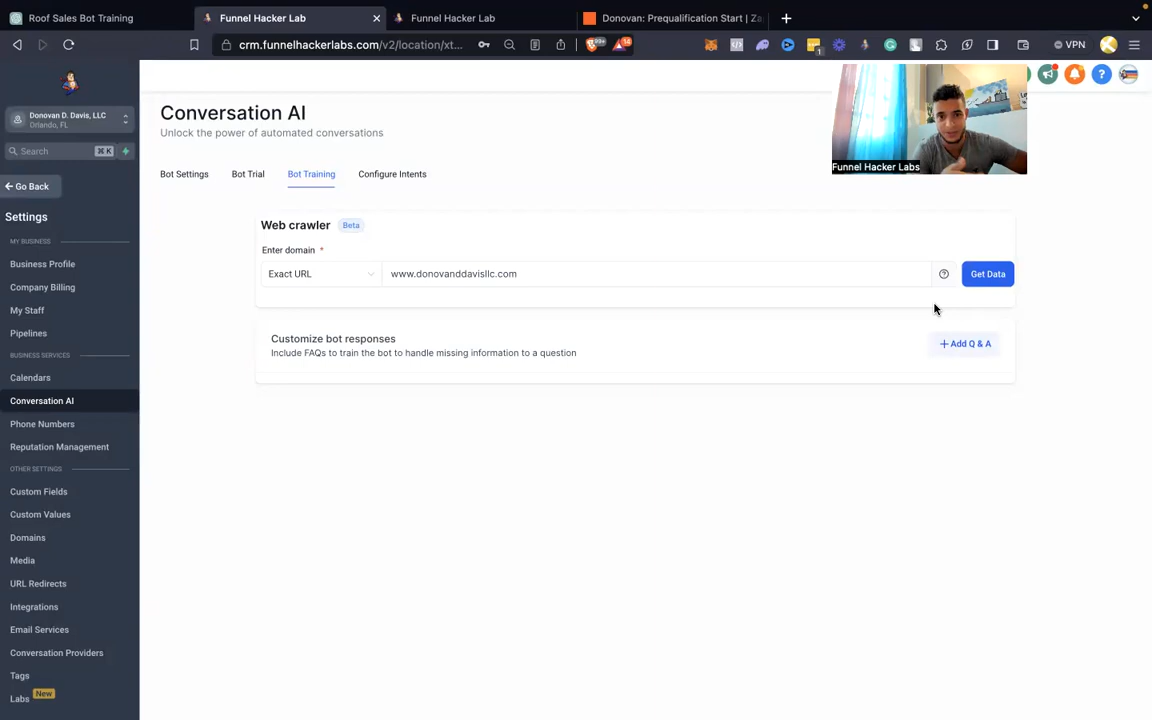 Roof Sales Bot Training
Funnel Hacker Lab
Funnel Hacker Lab
Donovan: Prequalification Start | Za
crm.funnelhackerlabs.com/v2/location/xt...
VPN
Donovan D. Davis, LLC
Orlando, FL
Search
⌘ K
Go Back
Settings
MY BUSINESS
Business Profile
Company Billing
My Staff
Pipelines
BUSINESS SERVICES
Calendars
Conversation AI
Phone Numbers
Reputation Management
OTHER SETTINGS
Custom Fields
Custom Values
Domains
Media
URL Redirects
Integrations
Email Services
Conversation Providers
Tags
Labs New
Conversation AI
Unlock the power of automated conversations
Bot Settings Bot Trial Bot Training Configure Intents
Funnel Hacker Labs
Web crawler Beta
Enter domain *
Exact URL www.donovanddavisllc.com Get Data
Customize bot responses
Include FAQs to train the bot to handle missing information to a question
+ Add Q & A